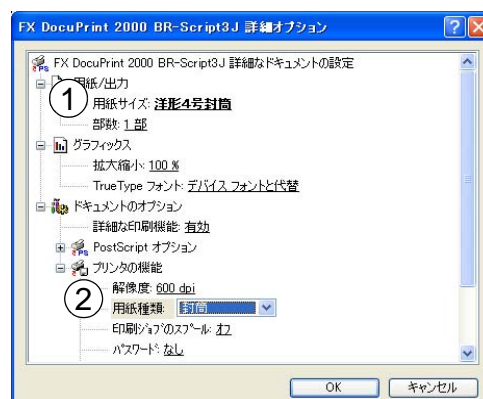 FX DocuPrint 2000 BR-Script3J 詳細オプション
FX DocuPrint 2000 BR-Script3J 詳細なドキュメントの設定
用紙/出力
① 用紙サイズ: 洋形4号封筒
部数: 1 部
グラフィックス
拡大縮小: 100 %
TrueType フォント: デバイス フォントと代替
ドキュメントのオプション
詳細な印刷機能: 有効
PostScript オプション
プリンタの機能
解像度: 600 dpi
② 用紙種類: 封筒
印刷ジョブのスプール: オフ
パスワード: なし
OK キャンセル